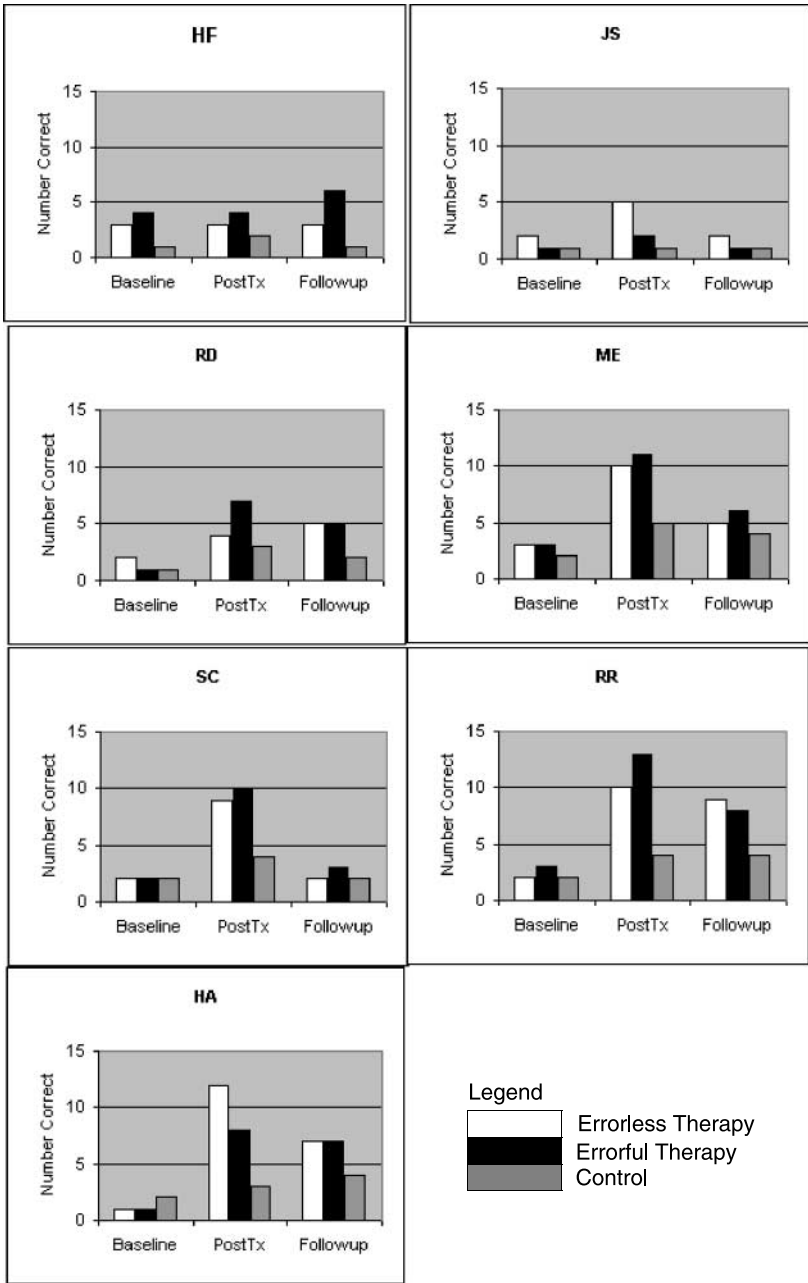 HF
15
10
5
0
Number Correct
Baseline PostTx Followup
JS
15
10
5
0
Number Correct
Baseline PostTx Followup
RD
15
10
5
0
Number Correct
Baseline PostTx Followup
ME
15
10
5
0
Number Correct
Baseline PostTx Followup
SC
15
10
5
0
Number Correct
Baseline PostTx Followup
RR
15
10
5
0
Number Correct
Baseline PostTx Followup
HA
15
10
5
0
Number Correct
Baseline PostTx Followup
Legend
Errorless Therapy
Errorful Therapy
Control